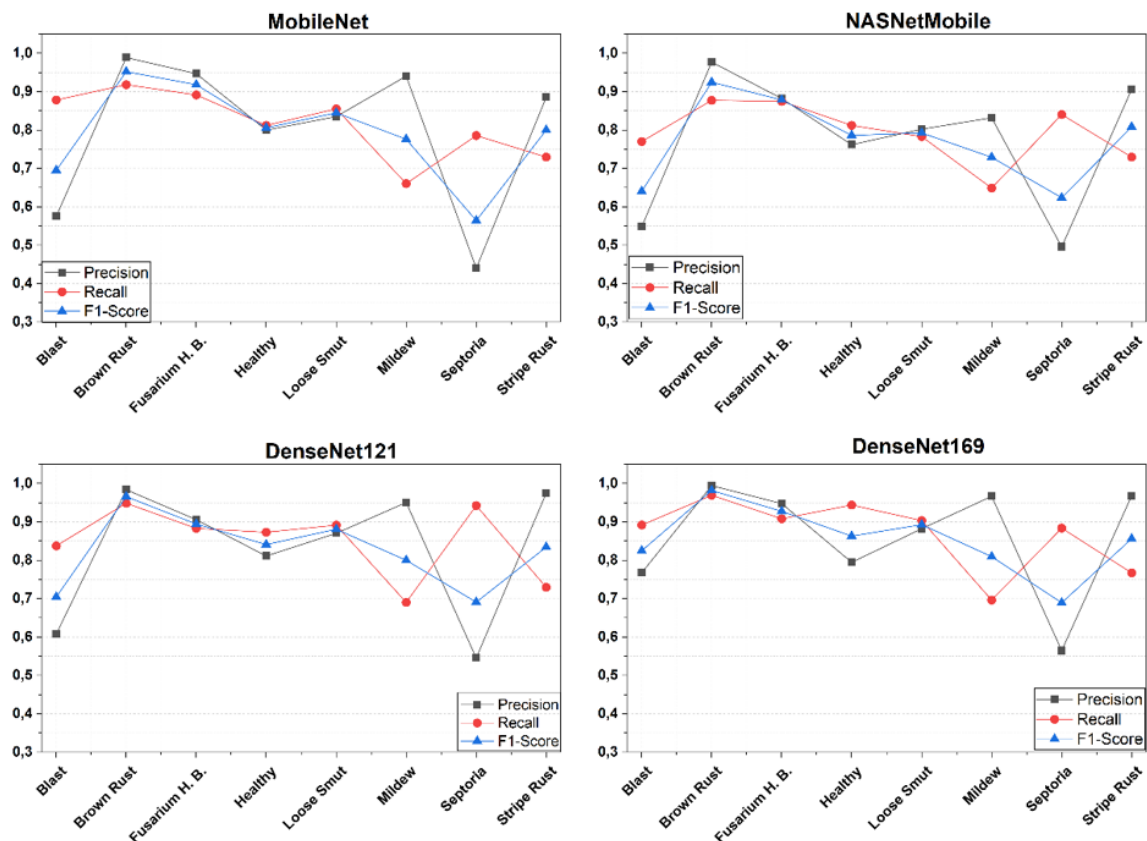 MobileNet
1,0
0,9
0,8
0,7
0,6
0,5
0,4
0,3
Precision
Recall
F1-Score
Blast
Brown Rust
Fusarium H. B.
Healthy
Loose Smut
Mildew
Septoria
Stripe Rust
NASNetMobile
1,0
0,9
0,8
0,7
0,6
0,5
0,4
0,3
Precision
Recall
F1-Score
Blast
Brown Rust
Fusarium H. B.
Healthy
Loose Smut
Mildew
Septoria
Stripe Rust
DenseNet121
1,0
0,9
0,8
0,7
0,6
0,5
0,4
0,3
Precision
Recall
F1-Score
Blast
Brown Rust
Fusarium H. B.
Healthy
Loose Smut
Mildew
Septoria
Stripe Rust
DenseNet169
1,0
0,9
0,8
0,7
0,6
0,5
0,4
0,3
Precision
Recall
F1-Score
Blast
Brown Rust
Fusarium H. B.
Healthy
Loose Smut
Mildew
Septoria
Stripe Rust